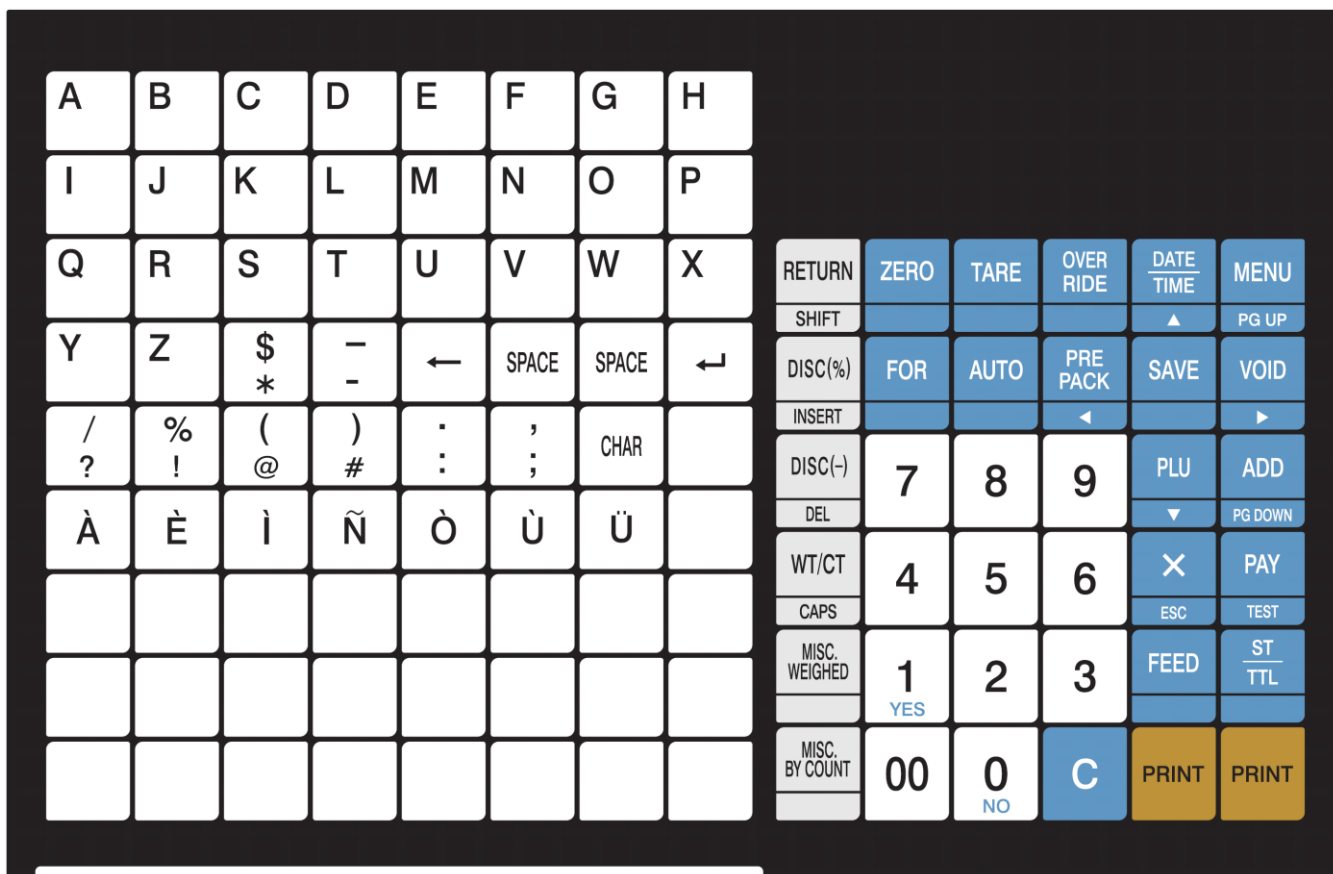 A B C D E F G H
I J K L M N O P
Q R S T U V W X
Y Z $ * – - ← SPACE SPACE ↵
/ ? % ! ( @ ) # . : , ; CHAR
À È Ì Ñ Ò Ù Ü
RETURN ZERO TARE OVER RIDE DATE TIME MENU
SHIFT ▲ PG UP
DISC(%) FOR AUTO PRE PACK SAVE VOID
INSERT ◀ ▶
DISC(–) 7 8 9 PLU ADD
DEL ▼ PG DOWN
WT/CT 4 5 6 × PAY
CAPS ESC TEST
MISC. WEIGHED 1 2 3 FEED ST TTL
YES
MISC. BY COUNT 00 0 C PRINT PRINT
NO